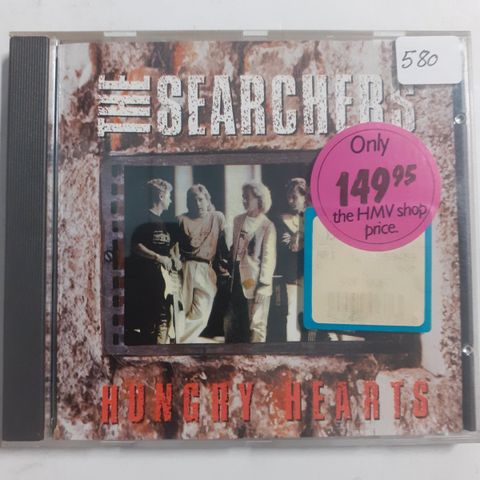 THE SEARCHERS
580
Only
149.95
the HMV shop
price.
HUNGRY HEARTS